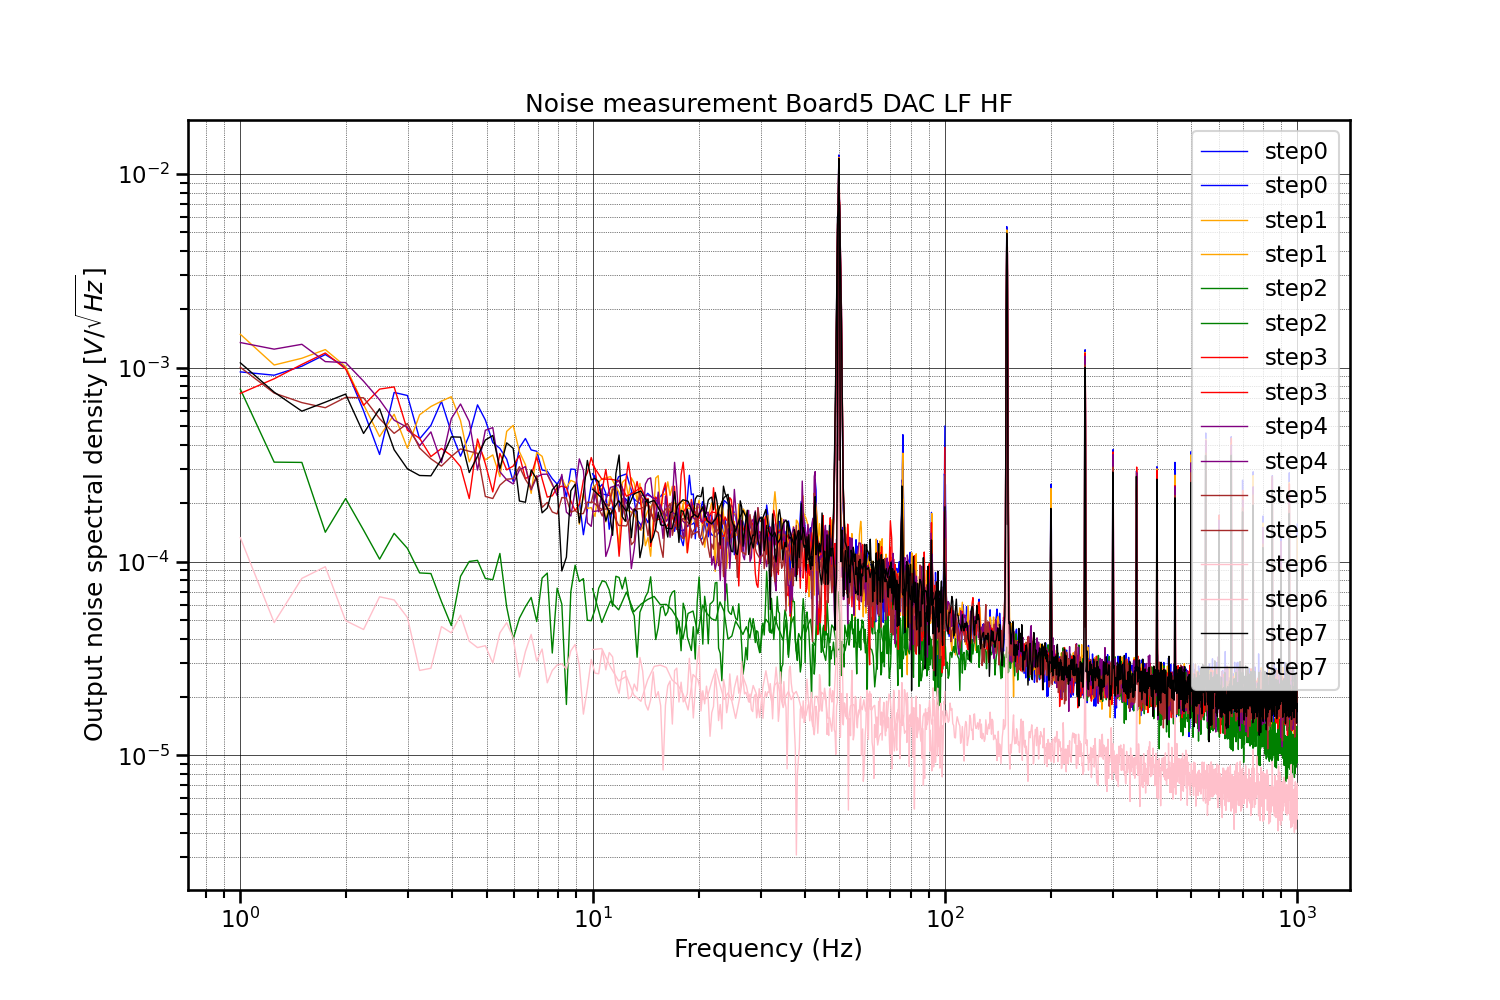 Noise measurement Board5 DAC LF HF
Output noise spectral density [$V/\sqrt{Hz}$]
10⁻²
10⁻³
10⁻⁴
10⁻⁵
step0
step0
step1
step1
step2
step2
step3
step3
step4
step4
step5
step5
step6
step6
step7
step7
10⁰ 10¹ 10² 10³
Frequency (Hz)